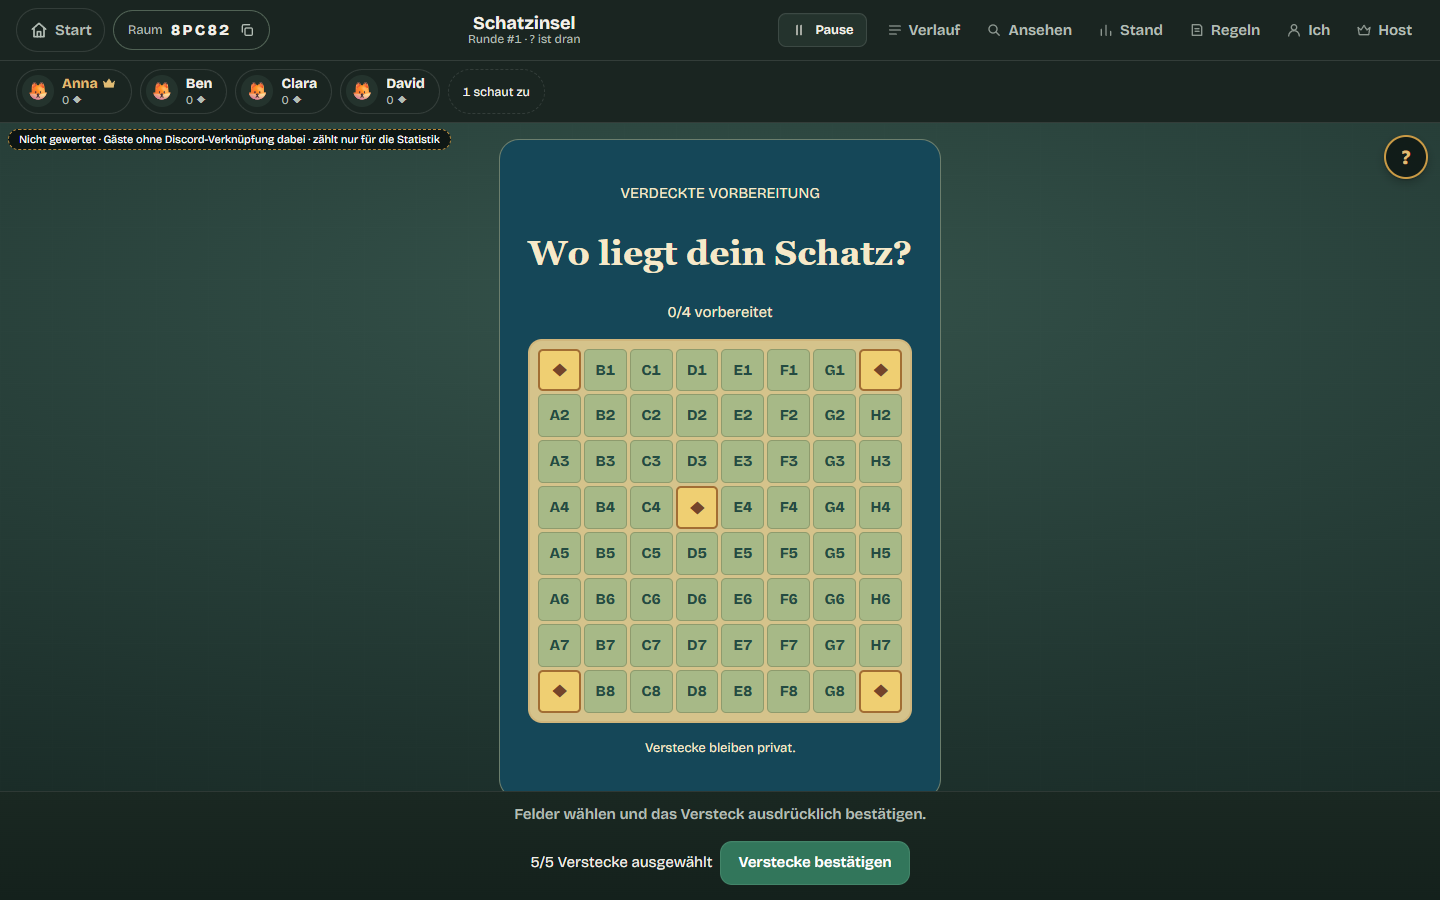 Start
Raum 8PC82
Schatzinsel
Runde #1 · ? ist dran
Pause
Verlauf
Ansehen
Stand
Regeln
Ich
Host
Anna
0
Ben
0
Clara
0
David
0
1 schaut zu
Nicht gewertet · Gäste ohne Discord-Verknüpfung dabei · zählt nur für die Statistik
?
VERDECKTE VORBEREITUNG
Wo liegt dein Schatz?
0/4 vorbereitet
B1 C1 D1 E1 F1 G1
A2 B2 C2 D2 E2 F2 G2 H2
A3 B3 C3 D3 E3 F3 G3 H3
A4 B4 C4 E4 F4 G4 H4
A5 B5 C5 D5 E5 F5 G5 H5
A6 B6 C6 D6 E6 F6 G6 H6
A7 B7 C7 D7 E7 F7 G7 H7
B8 C8 D8 E8 F8 G8
Verstecke bleiben privat.
Felder wählen und das Versteck ausdrücklich bestätigen.
5/5 Verstecke ausgewählt
Verstecke bestätigen